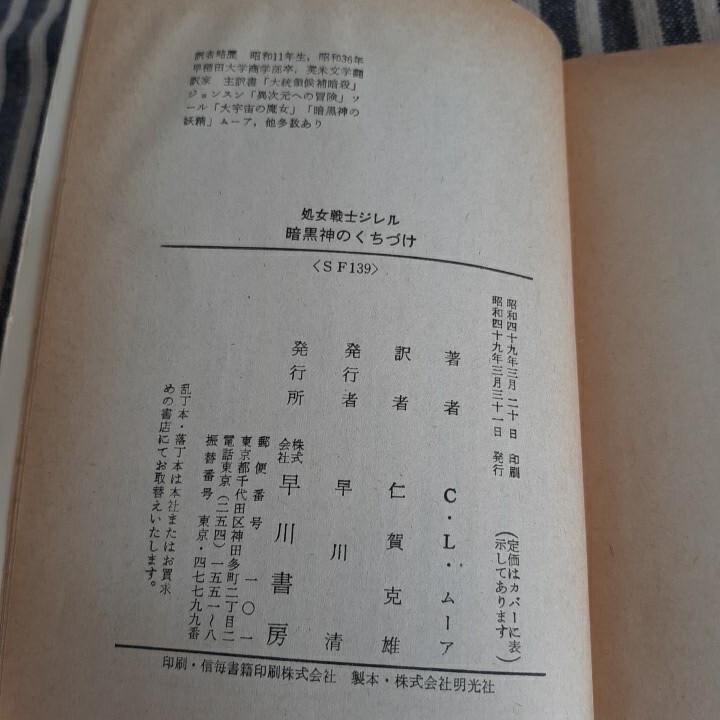 訳者略歴　昭和11年生，昭和36年
早稲田大学商学部卒，英米文学翻
訳家　主訳書「大統領候補暗殺」ソ
ジョンスン「異次元への冒険」ソ
ール「大宇宙の魔女」「暗黒神の
妖精」ムーア，他多数あり
処女戦士ジレル
暗黒神のくちづけ
〈ＳＦ139〉
昭和四十九年三月二十日　印刷
昭和四十九年三月三十一日　発行
（定価はカバーに表
示してあります）
著者　Ｃ・Ｌ・ムーア
訳者　仁賀克雄
発行者　早川清
発行所　株式会社　早川書房
郵便番号　一〇一
東京都千代田区神田多町二丁目二
電話東京（二五四）一五五一〜八
振替番号　東京・四七七九九番
乱丁本・落丁本は本社またはお買求
めの書店にてお取替えいたします。
印刷・信毎書籍印刷株式会社　製本・株式会社明光社